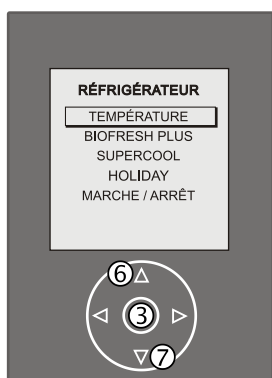 RÉFRIGÉRATEUR
TEMPÉRATURE
BIOFRESH PLUS
SUPERCOOL
HOLIDAY
MARCHE / ARRÊT
6
3
7